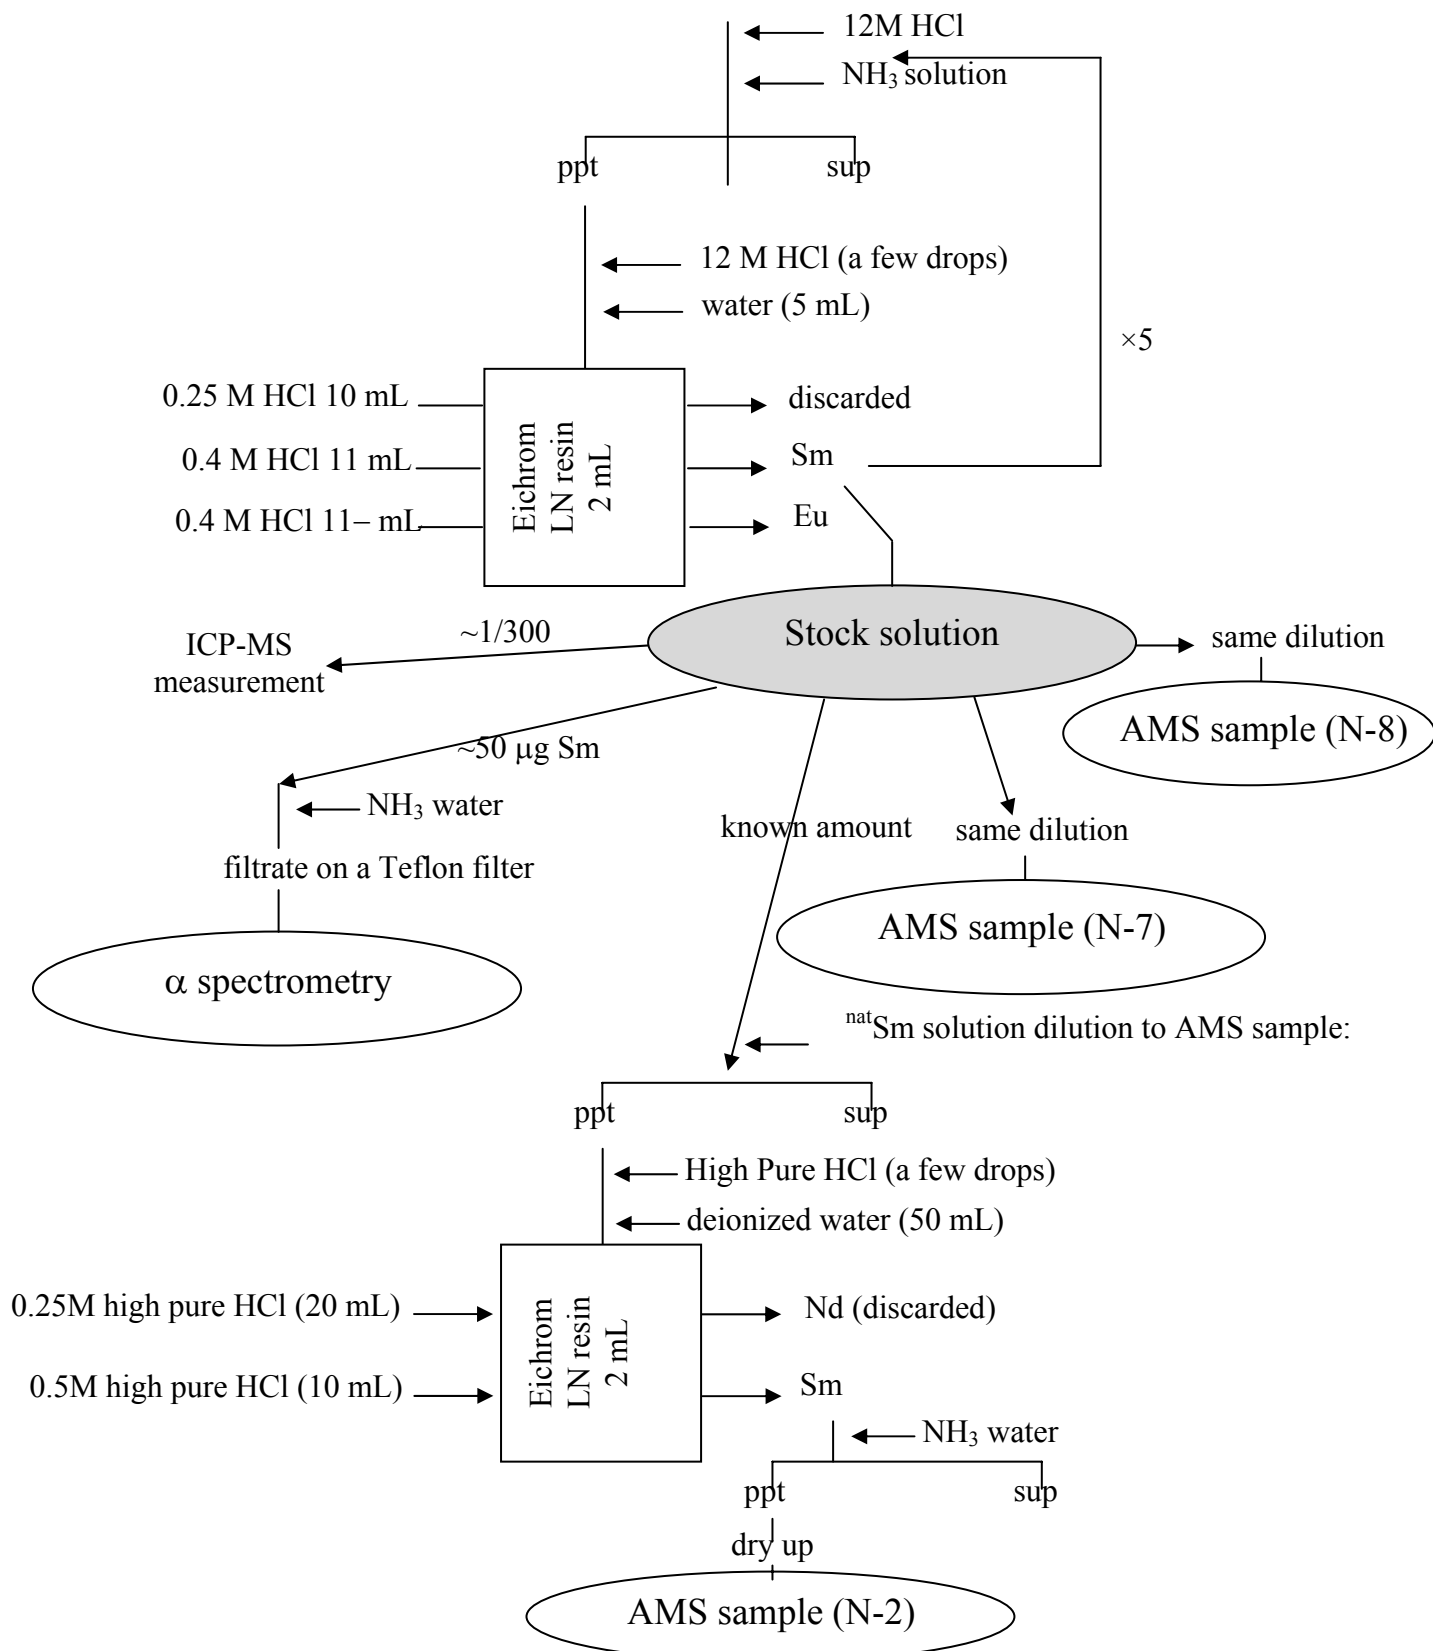 12M HCl
NH3 solution
ppt
sup
12 M HCl (a few drops)
water (5 mL)
×5
0.25 M HCl 10 mL
discarded
0.4 M HCl 11 mL
Sm
0.4 M HCl 11– mL
Eu
Eichrom
LN resin
2 mL
Stock solution
~1/300
ICP-MS
measurement
same dilution
AMS sample (N-8)
~50 μg Sm
NH3 water
known amount
same dilution
filtrate on a Teflon filter
AMS sample (N-7)
α spectrometry
natSm solution dilution to AMS sample:
ppt
sup
High Pure HCl (a few drops)
deionized water (50 mL)
0.25M high pure HCl (20 mL)
Nd (discarded)
0.5M high pure HCl (10 mL)
Sm
Eichrom
LN resin
2 mL
NH3 water
ppt
sup
dry up
AMS sample (N-2)